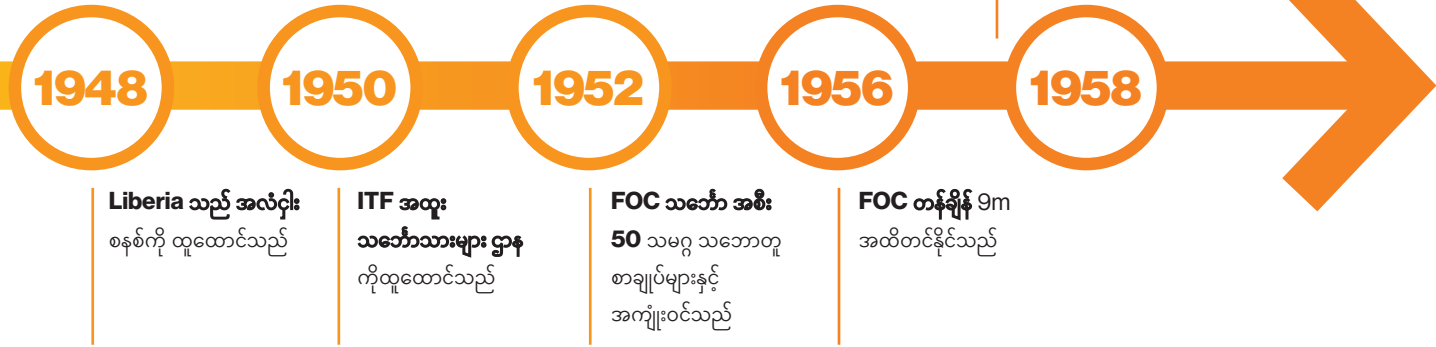 1948
1950
1952
1956
1958
Liberia သည် အလံငှါး
စနစ်ကို ထူထောင်သည်
ITF အထူး
သင်္ဘောသားများ ဌာန
ကိုထူထောင်သည်
FOC သင်္ဘော အစီး
50 သမဂ္ဂ သဘောတူ
စာချုပ်များနှင့်
အကျုံးဝင်သည်
FOC တန်ချိန် 9m
အထိတင်နိုင်သည်